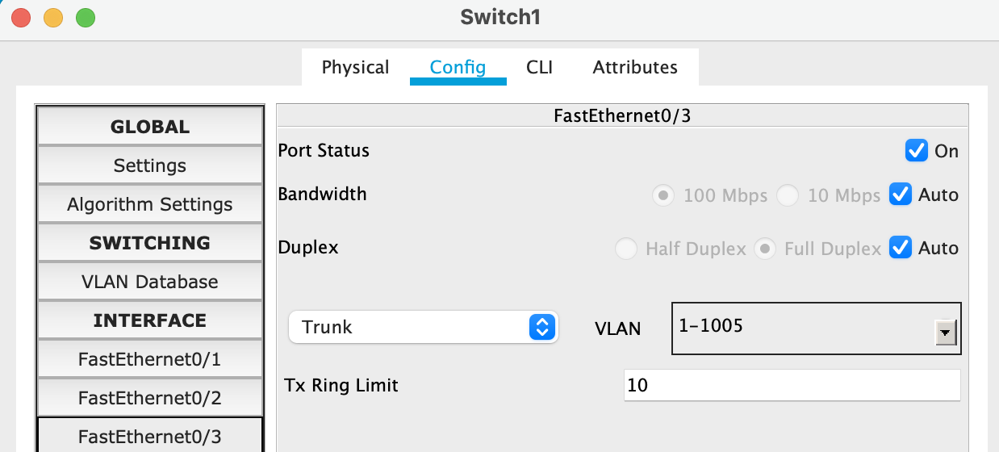 Switch1
Physical Config CLI Attributes
GLOBAL
Settings
Algorithm Settings
SWITCHING
VLAN Database
INTERFACE
FastEthernet0/1
FastEthernet0/2
FastEthernet0/3
FastEthernet0/3
Port Status On
Bandwidth 100 Mbps 10 Mbps Auto
Duplex Half Duplex Full Duplex Auto
Trunk VLAN 1-1005
Tx Ring Limit 10